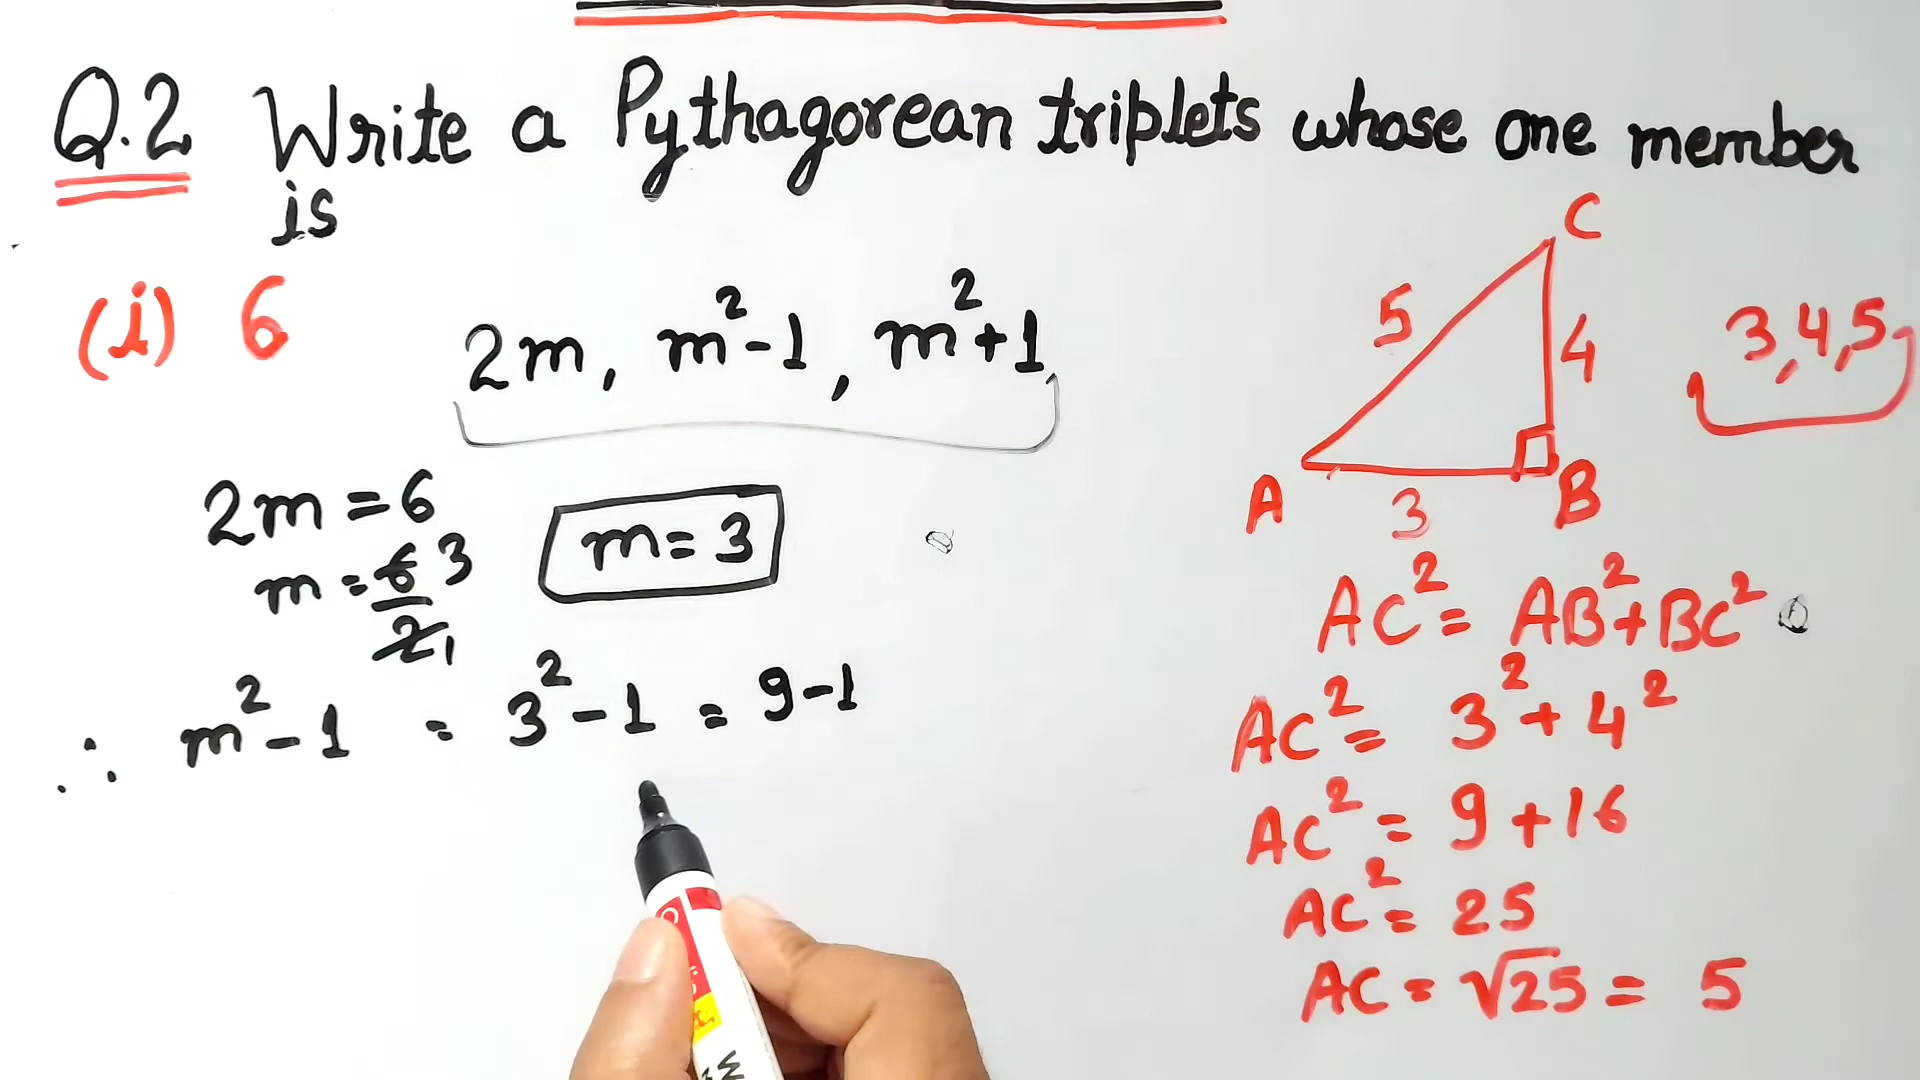 Q.2 Write a Pythagorean triplets whose one member
is
(i) 6
2m, m²-1, m²+1
2m = 6
m = 6/2 3 1
m = 3
∴ m²-1 = 3²-1 = 9-1
C
5
4
A
3
B
3,4,5
AC² = AB²+BC²
AC² = 3²+4²
AC² = 9+16
AC² = 25
AC = √25 = 5